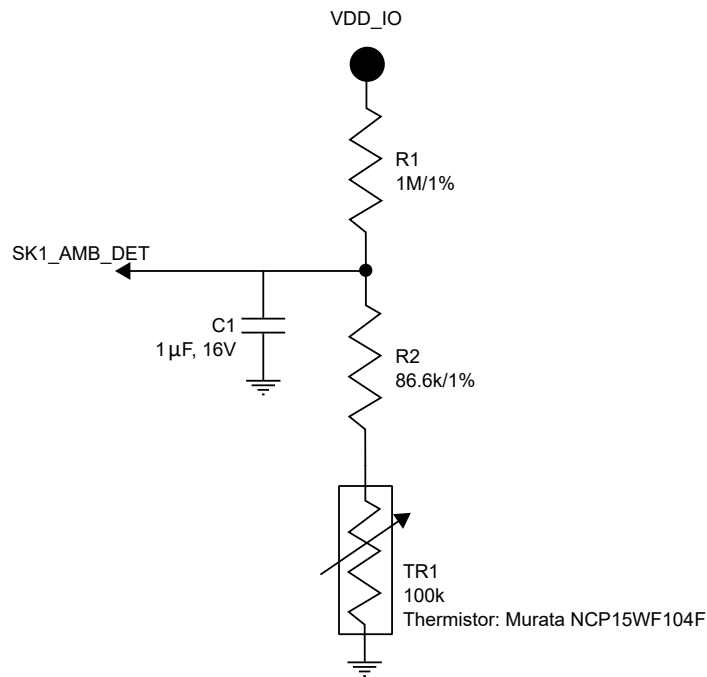 VDD_IO
R1
1M/1%
SK1_AMB_DET
C1
1μF, 16V
R2
86.6k/1%
TR1
100k
Thermistor: Murata NCP15WF104F